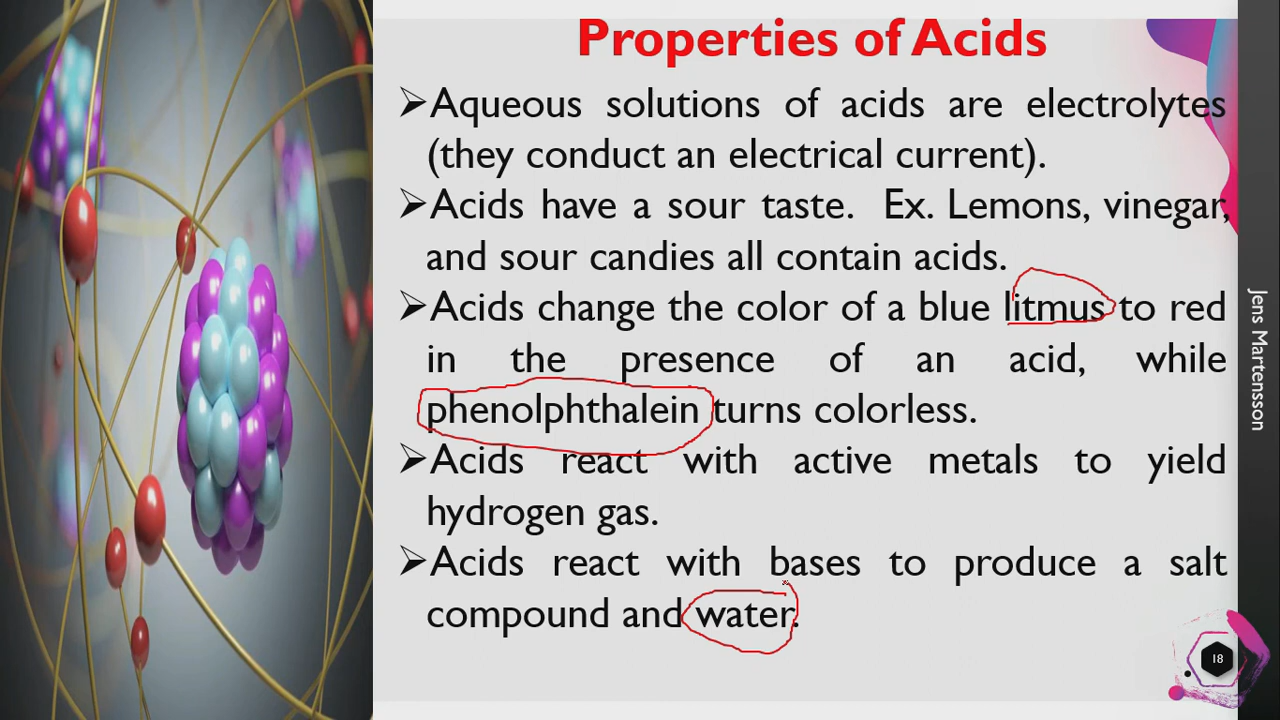 Properties of Acids
➢Aqueous solutions of acids are electrolytes
(they conduct an electrical current).
➢Acids have a sour taste. Ex. Lemons, vinegar,
and sour candies all contain acids.
➢Acids change the color of a blue litmus to red
in the presence of an acid, while
phenolphthalein turns colorless.
➢Acids react with active metals to yield
hydrogen gas.
➢Acids react with bases to produce a salt
compound and water.
Jens Martensson
18